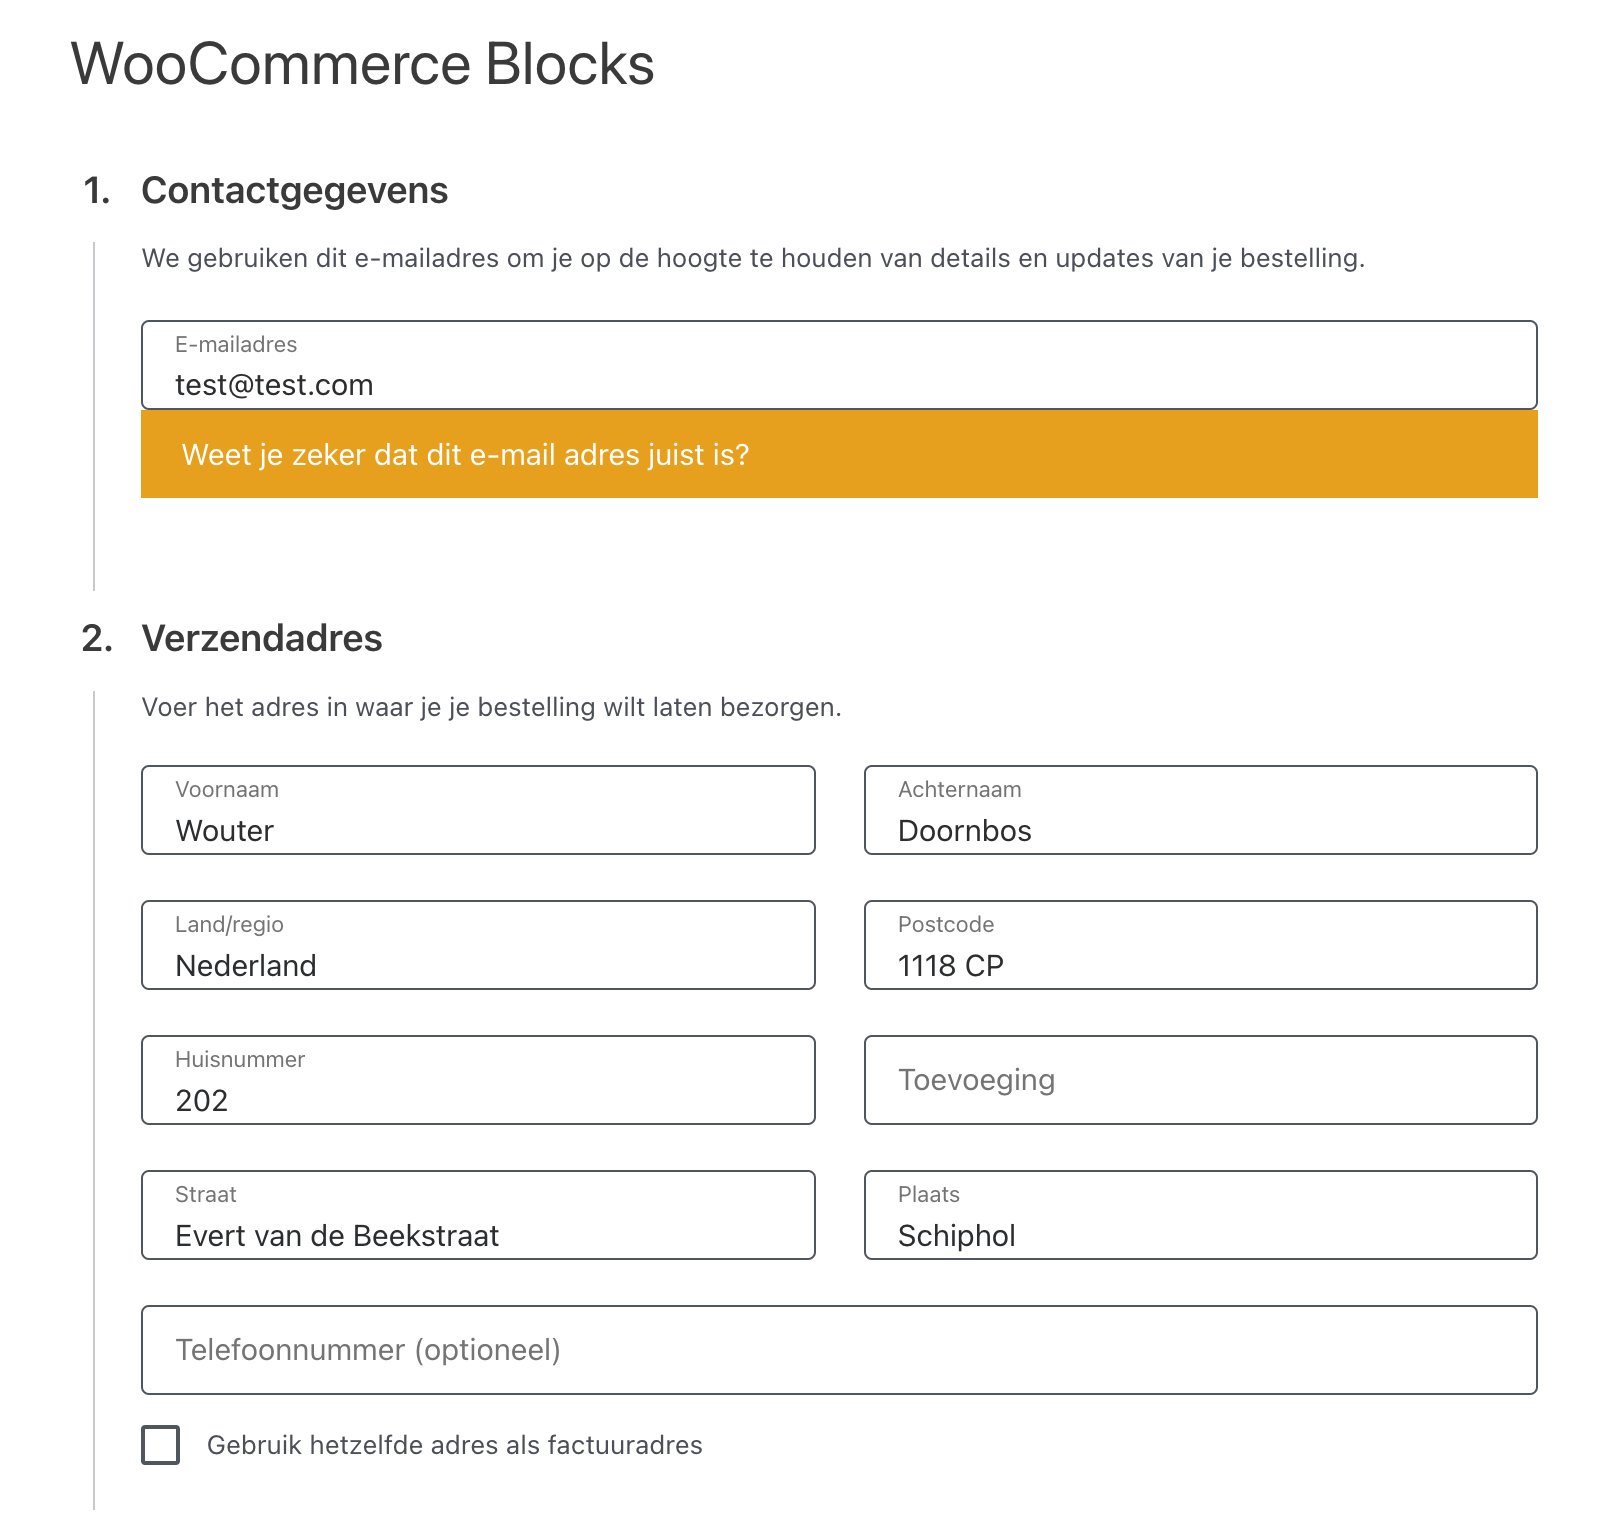 WooCommerce Blocks
1. Contactgegevens
We gebruiken dit e-mailadres om je op de hoogte te houden van details en updates van je bestelling.
E-mailadres
test@test.com
Weet je zeker dat dit e-mail adres juist is?
2. Verzendadres
Voer het adres in waar je je bestelling wilt laten bezorgen.
Voornaam
Wouter
Achternaam
Doornbos
Land/regio
Nederland
Postcode
1118 CP
Huisnummer
202
Toevoeging
Straat
Evert van de Beekstraat
Plaats
Schiphol
Telefoonnummer (optioneel)
Gebruik hetzelfde adres als factuuradres